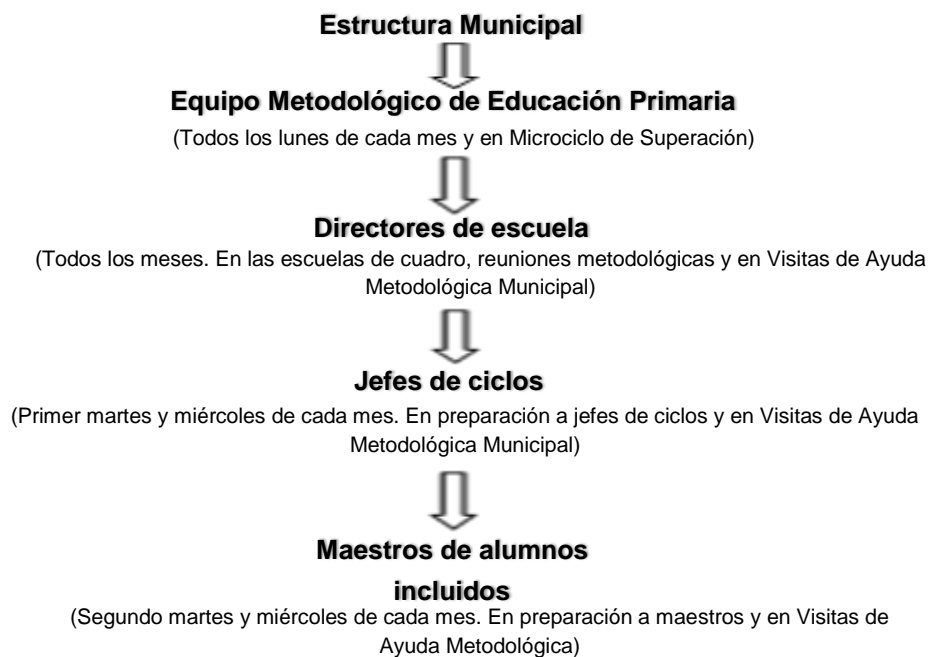 Estructura Municipal
Equipo Metodológico de Educación Primaria
(Todos los lunes de cada mes y en Microciclo de Superación)
Directores de escuela
(Todos los meses. En las escuelas de cuadro, reuniones metodológicas y en Visitas de Ayuda
Metodológica Municipal)
Jefes de ciclos
(Primer martes y miércoles de cada mes. En preparación a jefes de ciclos y en Visitas de Ayuda
Metodológica Municipal)
Maestros de alumnos
incluidos
(Segundo martes y miércoles de cada mes. En preparación a maestros y en Visitas de
Ayuda Metodológica)